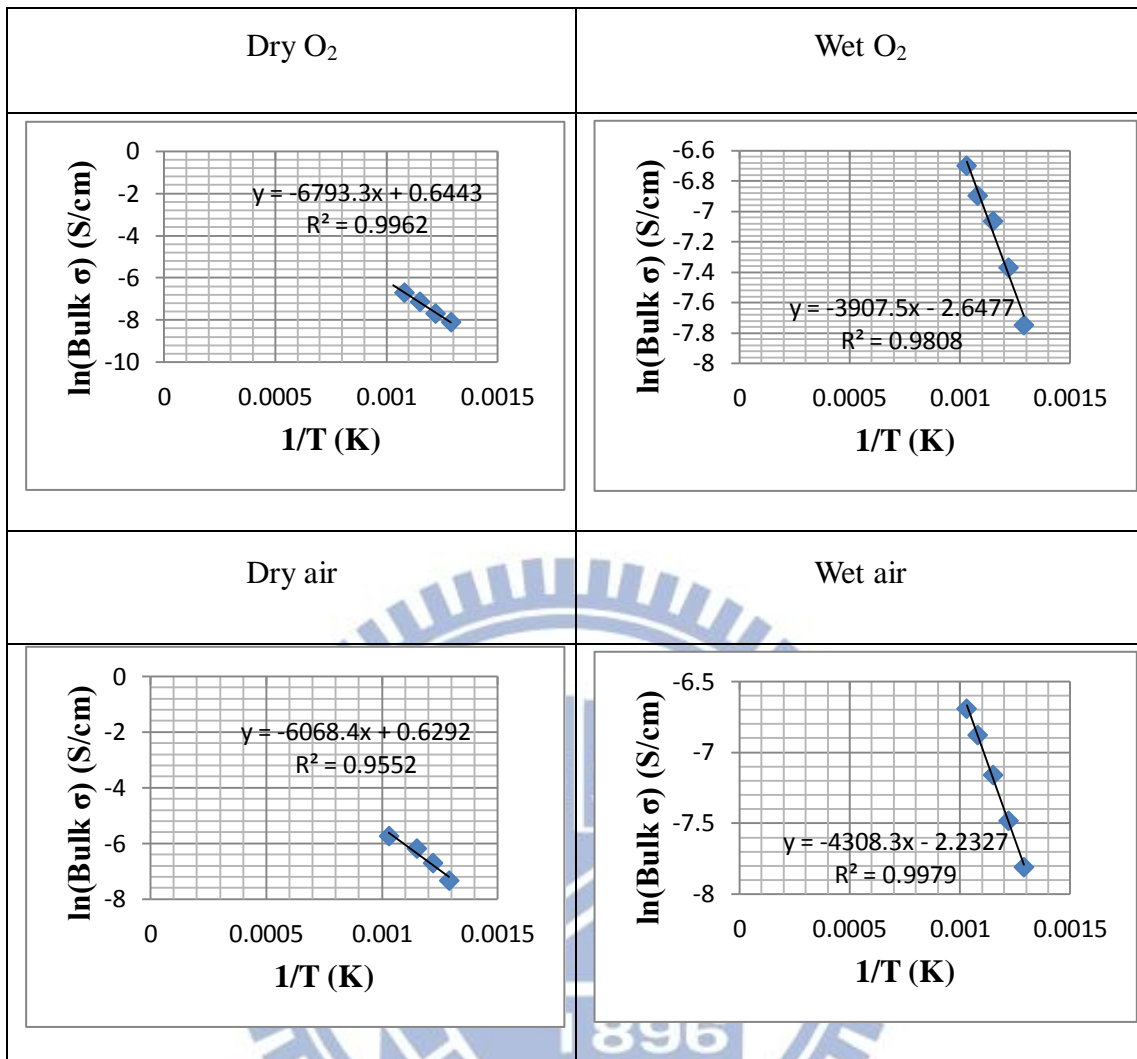 Dry O₂
Wet O₂
ln(Bulk σ) (S/cm)
0
-2
-4
-6
-8
-10
y = -6793.3x + 0.6443
R² = 0.9962
0 0.0005 0.001 0.0015
1/T (K)
ln(Bulk σ) (S/cm)
-6.6
-6.8
-7
-7.2
-7.4
-7.6
-7.8
-8
y = -3907.5x - 2.6477
R² = 0.9808
0 0.0005 0.001 0.0015
1/T (K)
Dry air
Wet air
ln(Bulk σ) (S/cm)
0
-2
-4
-6
-8
y = -6068.4x + 0.6292
R² = 0.9552
0 0.0005 0.001 0.0015
1/T (K)
ln(Bulk σ) (S/cm)
-6.5
-7
-7.5
-8
y = -4308.3x - 2.2327
R² = 0.9979
0 0.0005 0.001 0.0015
1/T (K)
1896